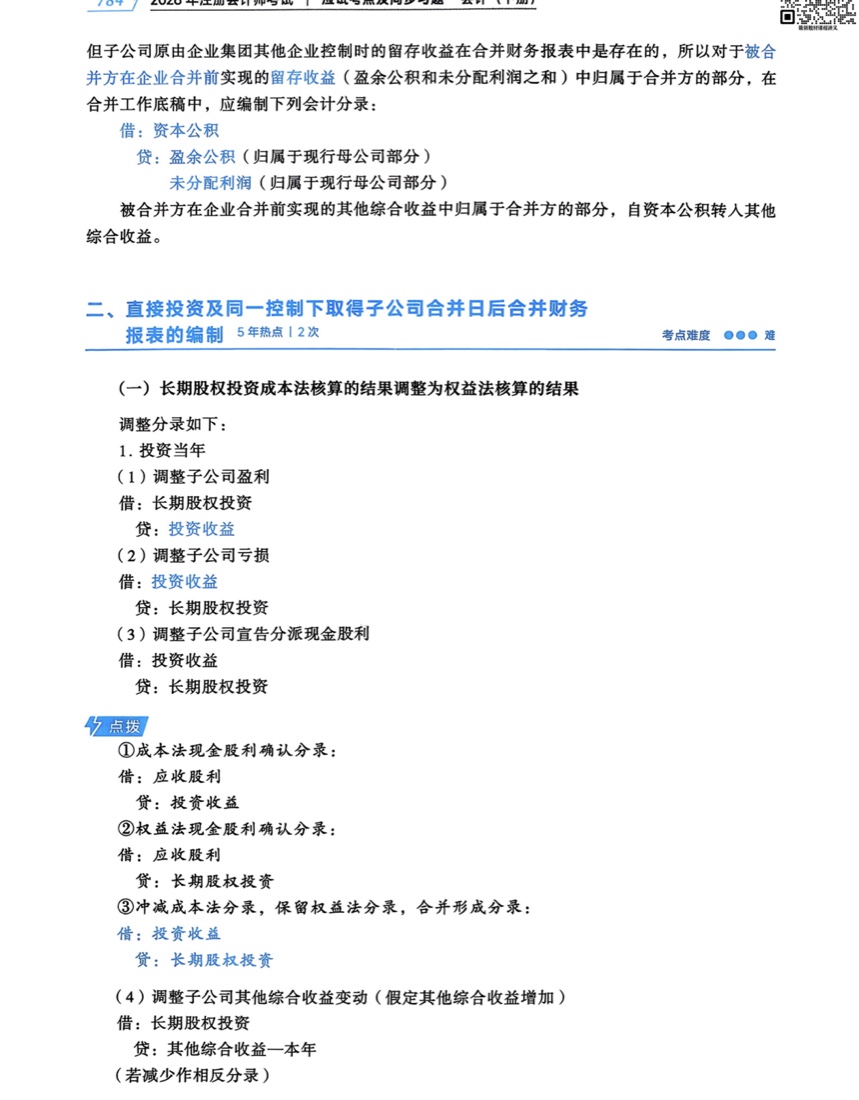 784 2026 年注册会计师考试 | 应试考点及同步习题 会计（下册）
但子公司原由企业集团其他企业控制时的留存收益在合并财务报表中是存在的，所以对于被合
并方在企业合并前实现的留存收益（盈余公积和未分配利润之和）中归属于合并方的部分，在
合并工作底稿中，应编制下列会计分录：
借：资本公积
贷：盈余公积（归属于现行母公司部分）
未分配利润（归属于现行母公司部分）
被合并方在企业合并前实现的其他综合收益中归属于合并方的部分，自资本公积转入其他
综合收益。
二、直接投资及同一控制下取得子公司合并日后合并财务
报表的编制 5年热点丨2次 考点难度 难
（一）长期股权投资成本法核算的结果调整为权益法核算的结果
调整分录如下：
1. 投资当年
（1）调整子公司盈利
借：长期股权投资
贷：投资收益
（2）调整子公司亏损
借：投资收益
贷：长期股权投资
（3）调整子公司宣告分派现金股利
借：投资收益
贷：长期股权投资
点拨
①成本法现金股利确认分录：
借：应收股利
贷：投资收益
②权益法现金股利确认分录：
借：应收股利
贷：长期股权投资
③冲减成本法分录，保留权益法分录，合并形成分录：
借：投资收益
贷：长期股权投资
（4）调整子公司其他综合收益变动（假定其他综合收益增加）
借：长期股权投资
贷：其他综合收益—本年
（若减少作相反分录）